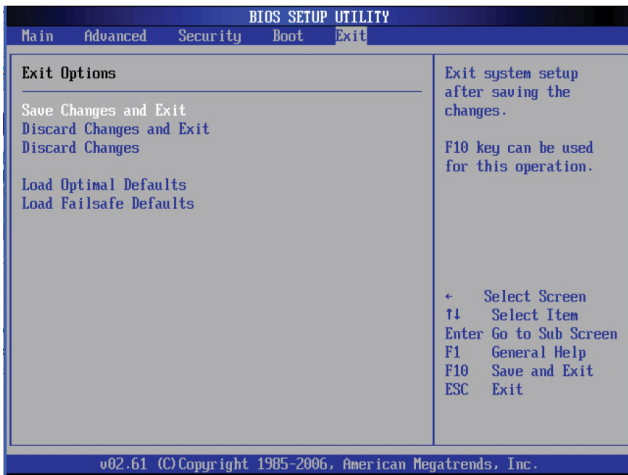 BIOS SETUP UTILITY
Main Advanced Security Boot Exit
Exit Options
Save Changes and Exit
Discard Changes and Exit
Discard Changes
Load Optimal Defaults
Load Failsafe Defaults
Exit system setup
after saving the
changes.
F10 key can be used
for this operation.
← Select Screen
↑↓ Select Item
Enter Go to Sub Screen
F1 General Help
F10 Save and Exit
ESC Exit
v02.61 (C)Copyright 1985-2006, American Megatrends, Inc.